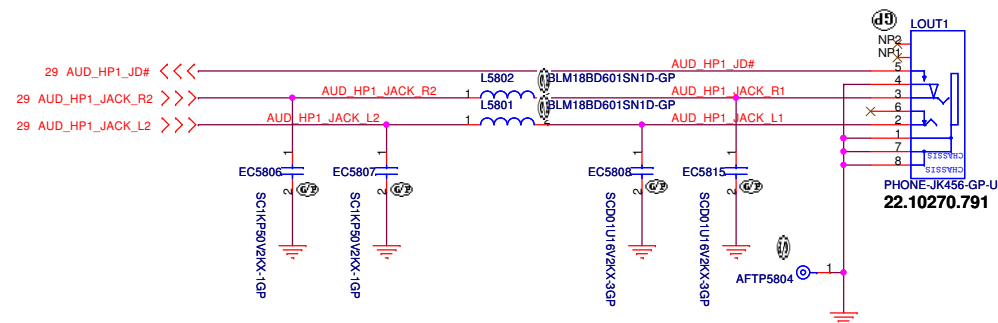 GP
LOUT1
NP2
NP1
29 AUD_HP1_JD#
AUD_HP1_JD#
5
4
L5802
BLM18BD601SN1D-GP
29 AUD_HP1_JACK_R2
AUD_HP1_JACK_R2
1
2
AUD_HP1_JACK_R1
3
L5801
BLM18BD601SN1D-GP
6
29 AUD_HP1_JACK_L2
AUD_HP1_JACK_L2
1
AUD_HP1_JACK_L1
2
1
7
CHASSIS
8
CHASSIS
1
1
1
1
EC5806
EC5807
EC5808
EC5815
2
2
2
2
PHONE-JK456-GP-U
22.10270.791
SC1KP50V2KX-1GP
SC1KP50V2KX-1GP
SCD01U16V2KX-3GP
SCD01U16V2KX-3GP
AFTP5804
1